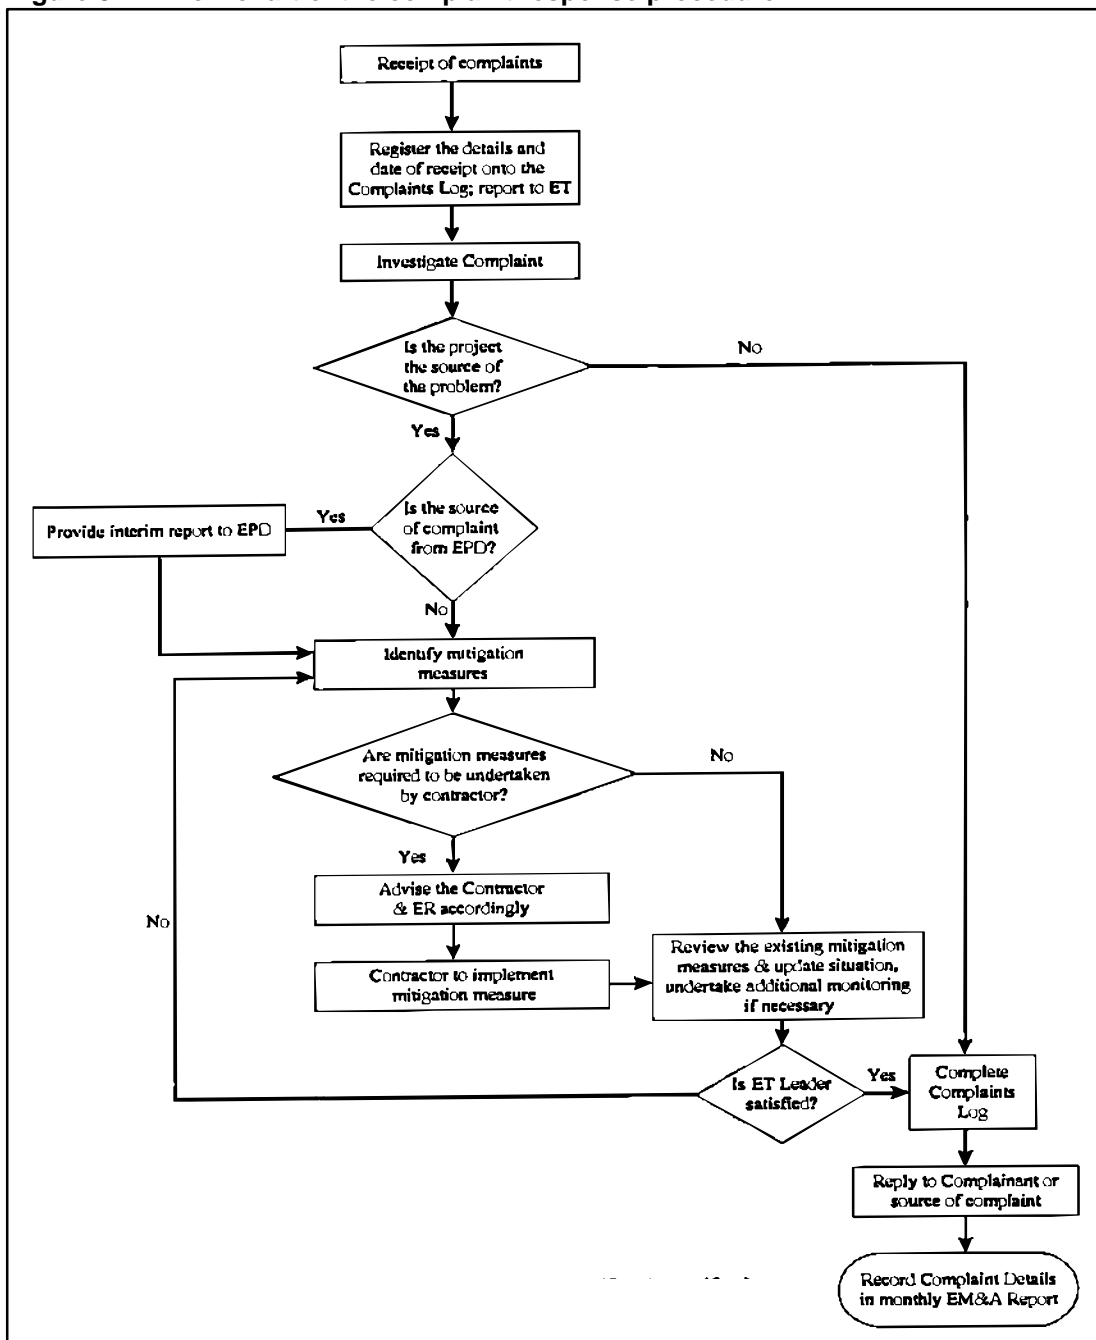 Receipt of complaints
Register the details and
date of receipt onto the
Complaints Log; report to ET
Investigate Complaint
Is the project
the source of
the problem?
No
Yes
Is the source
of complaint
from EPD?
Yes
Provide interim report to EPD
No
Identify mitigation
measures
Are mitigation measures
required to be undertaken
by contractor?
No
Yes
Advise the Contractor
& ER accordingly
No
Contractor to implement
mitigation measure
Review the existing mitigation
measures & update situation,
undertake additional monitoring
if necessary
Is ET Leader
satisfied?
Yes
Complete
Complaints
Log
Reply to Complainant or
source of complaint
Record Complaint Details
in monthly EM&A Report